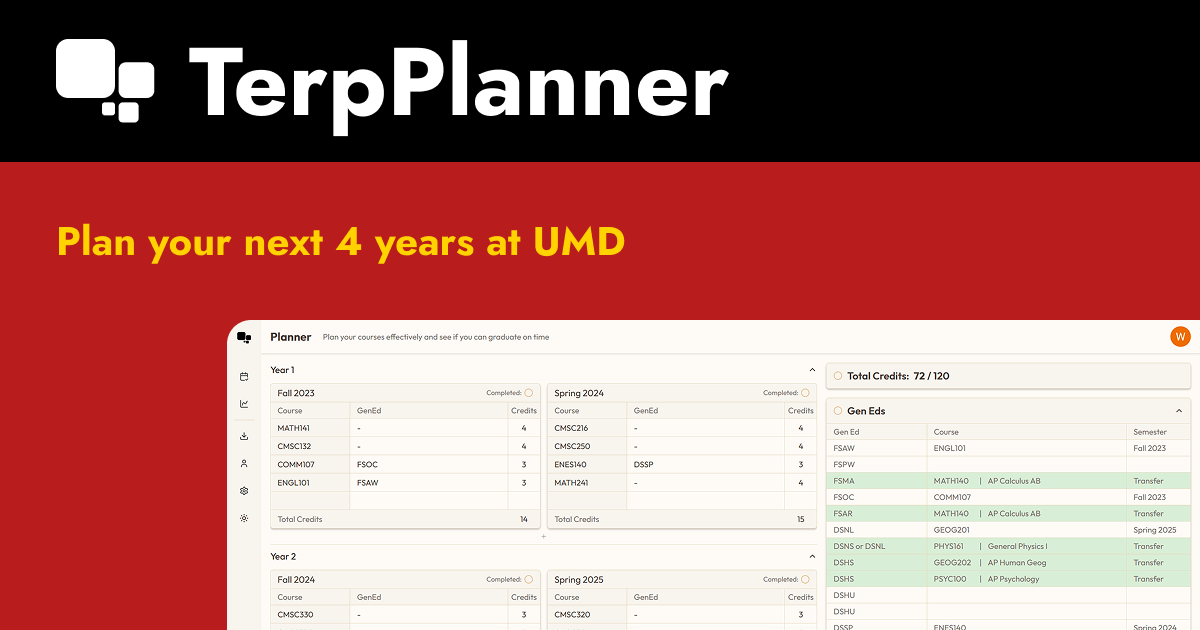 TerpPlanner
Plan your next 4 years at UMD
Planner Plan your courses effectively and see if you can graduate on time W
Year 1
Fall 2023 Completed:
Course GenEd Credits
MATH141 - 4
CMSC132 - 4
COMM107 FSOC 3
ENGL101 FSAW 3
Total Credits 14
Spring 2024 Completed:
Course GenEd Credits
CMSC216 - 4
CMSC250 - 4
ENES140 DSSP 3
MATH241 - 4
Total Credits 15
+
Year 2
Fall 2024 Completed:
Course GenEd Credits
CMSC330 - 3
Spring 2025 Completed:
Course GenEd Credits
CMSC320 - 3
Total Credits: 72 / 120
Gen Eds
Gen Ed Course Semester
FSAW ENGL101 Fall 2023
FSPW
FSMA MATH140 | AP Calculus AB Transfer
FSOC COMM107 Fall 2023
FSAR MATH140 | AP Calculus AB Transfer
DSNL GEOG201 Spring 2025
DSNS or DSNL PHYS161 | General Physics I Transfer
DSHS GEOG202 | AP Human Geog Transfer
DSHS PSYC100 | AP Psychology Transfer
DSHU
DSHU
DSSP ENES140 Spring 2024